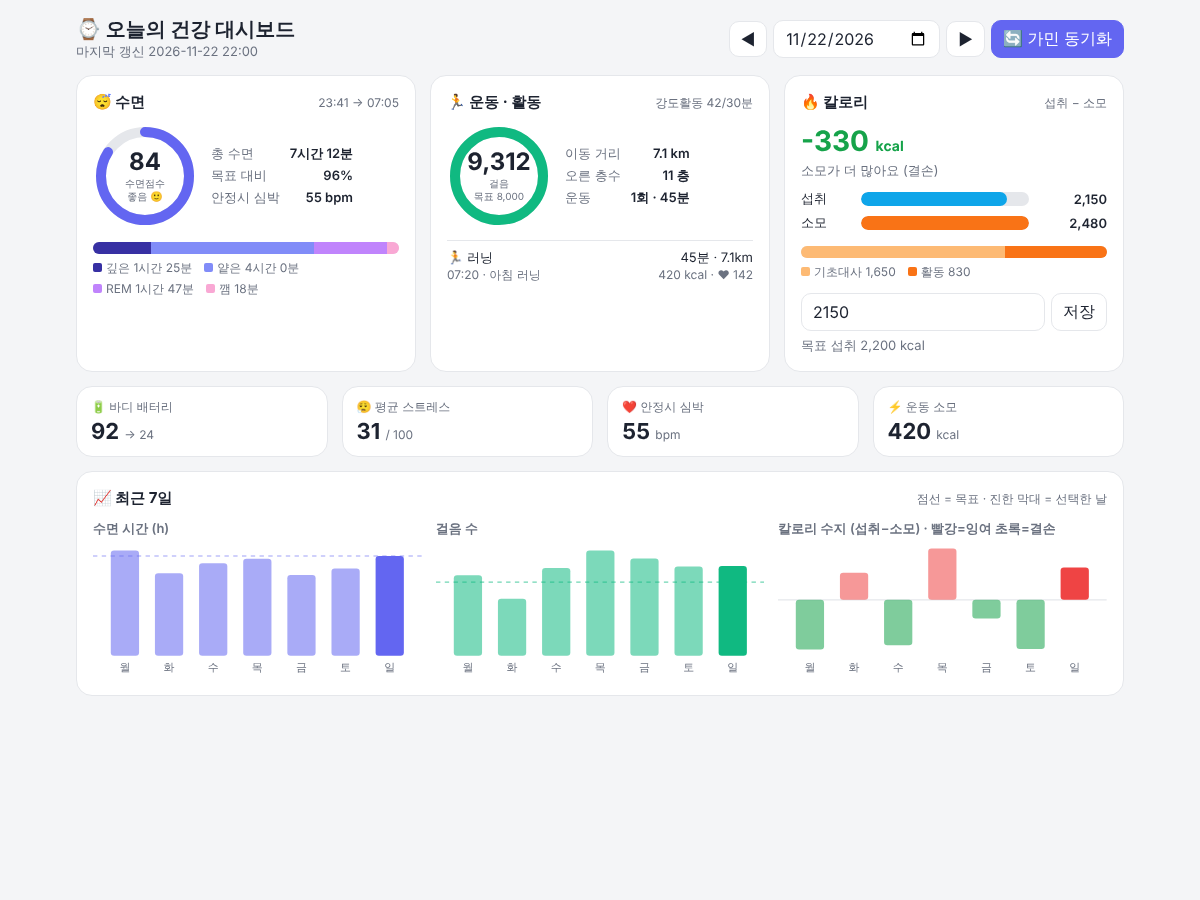 ⌚ 오늘의 건강 대시보드
마지막 갱신 2026-11-22 22:00
◀ 11/22/2026 ▶ 🔄 가민 동기화
😴 수면 23:41 → 07:05
84
수면점수
좋음 🙂
총 수면 7시간 12분
목표 대비 96%
안정시 심박 55 bpm
깊은 1시간 25분 얕은 4시간 0분
REM 1시간 47분 깸 18분
🏃 운동 · 활동 강도활동 42/30분
9,312
걸음
목표 8,000
이동 거리 7.1 km
오른 층수 11 층
운동 1회 · 45분
🏃 러닝 45분 · 7.1km
07:20 · 아침 러닝 420 kcal · ♥ 142
🔥 칼로리 섭취 − 소모
-330 kcal
소모가 더 많아요 (결손)
섭취 2,150
소모 2,480
기초대사 1,650 활동 830
2150 저장
목표 섭취 2,200 kcal
🔋 바디 배터리
92 → 24
😮‍💨 평균 스트레스
31 / 100
❤️ 안정시 심박
55 bpm
⚡ 운동 소모
420 kcal
📈 최근 7일 점선 = 목표 · 진한 막대 = 선택한 날
수면 시간 (h)
월 화 수 목 금 토 일
걸음 수
월 화 수 목 금 토 일
칼로리 수지 (섭취−소모) · 빨강=잉여 초록=결손
월 화 수 목 금 토 일